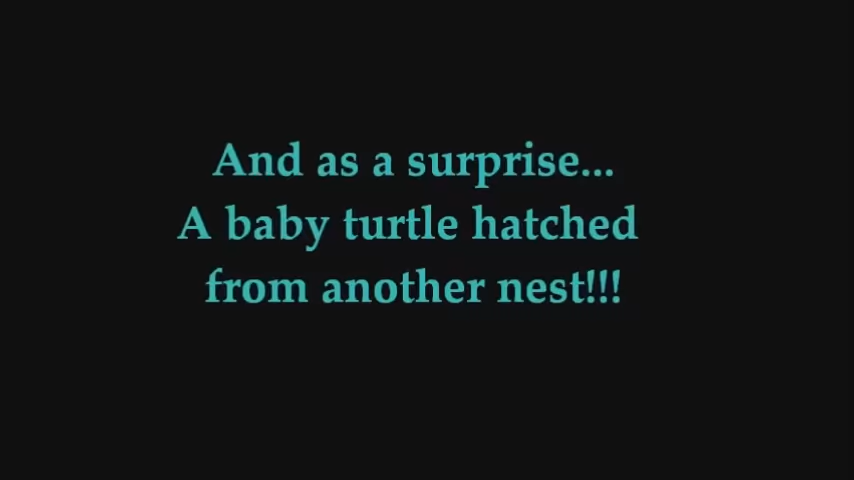 And as a surprise...
A baby turtle hatched
from another nest!!!